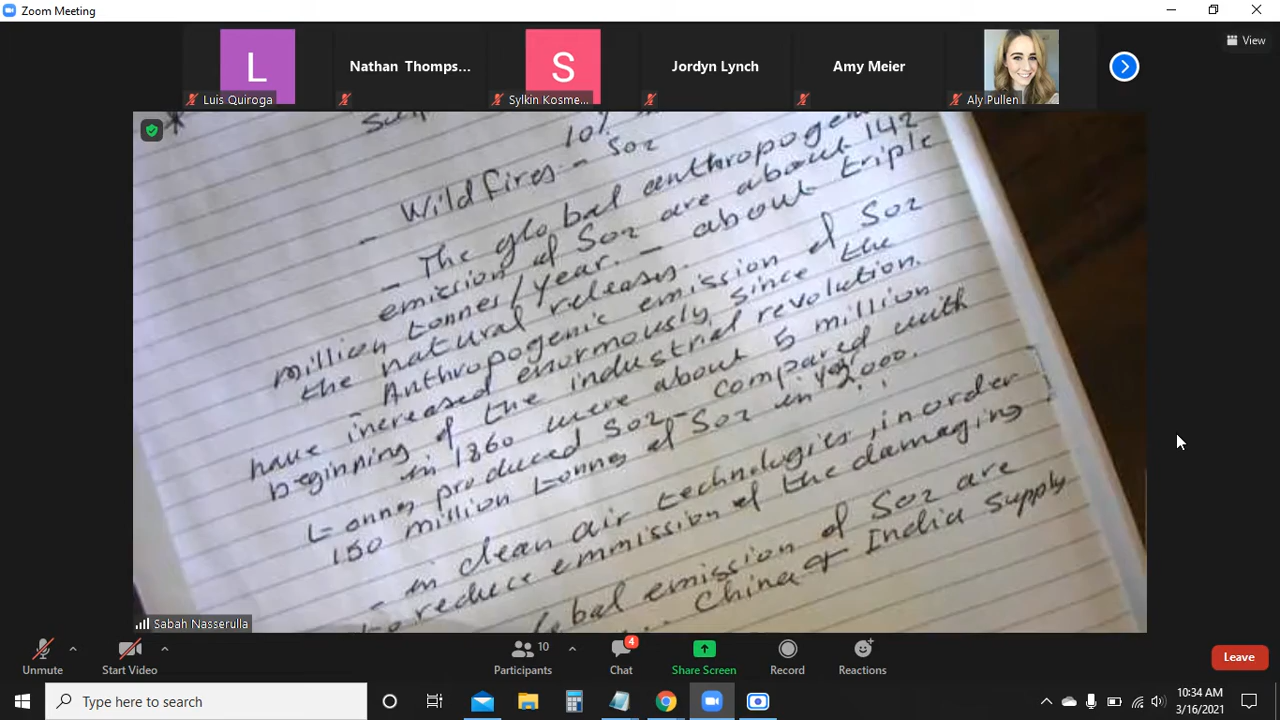 Zoom Meeting
View
L
Luis Quiroga
Nathan Thomps...
S
Sylkin Kosme...
Jordyn Lynch
Amy Meier
Aly Pullen
10%
- Wildfires - SO2
- The global anthropogen
emission of SO2 are about 142
million tonnes/year. - about triple
the natural releases.
- Anthropogenic emission of SO2
have increased enormously since the
beginning of the industrial revolution.
in 1860 were about 5 million
tonnes produced SO2 - compared with
150 million tonnes of SO2 in 2000.
- in clean air technologies, in order
to reduce emmission of the damaging
global emission of SO2 are
China & India Supply
Sabah Nasserulla
Unmute
Start Video
10
Participants
4
Chat
Share Screen
Record
Reactions
Leave
Type here to search
10:34 AM
3/16/2021